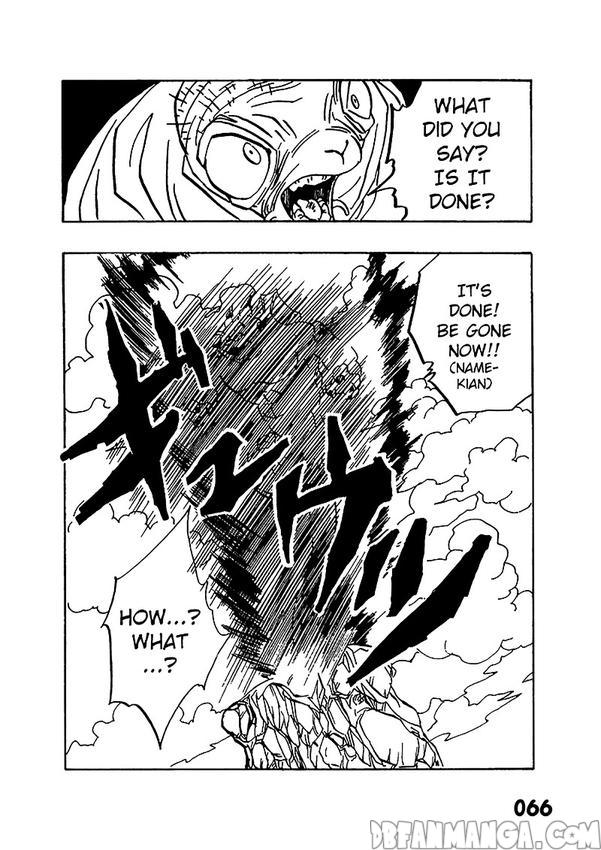 WHAT
DID YOU
SAY?
IS IT
DONE?
IT'S
DONE!
BE GONE
NOW!!
(NAME-
KIAN)
ギュウウッ
HOW...?
WHAT
...?
066
DBFANMANGA.COM